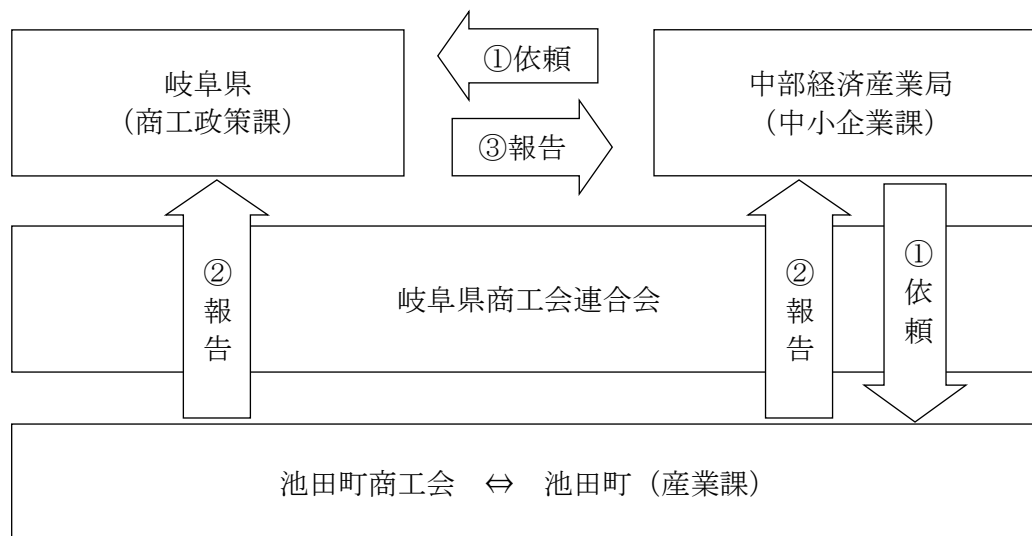 岐阜県
（商工政策課）
①依頼
③報告
中部経済産業局
（中小企業課）
②報告
岐阜県商工会連合会
②報告
①依頼
池田町商工会　⇔　池田町（産業課）